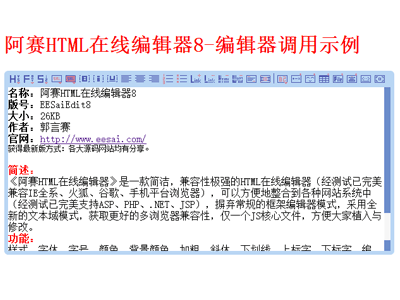 阿赛HTML在线编辑器8-编辑器调用示例
名称：阿赛HTML在线编辑器8
版号：EESaiEdit8
大小：26KB
作者：郭言赛
官网：http://www.eesai.com/
获得最新版方式：各大源码网站均有分享。
简述：
《阿赛HTML在线编辑器》是一款简洁，兼容性极强的HTML在线编辑器（经测试已完美
兼容IE全系、火狐、谷歌、手机平台浏览器），可以方便地整合到各种网站系统中
（经测试已完美支持ASP、PHP、.NET、JSP），摒弃常规的框架编辑器模式，采用全
新的文本域模式，获取更好的多浏览器兼容性，仅一个JS核心文件，方便大家植入与
修改。
功能：
样式、字体、字号、颜色、背景颜色、加粗、斜体、下划线、上标字、下标字、编